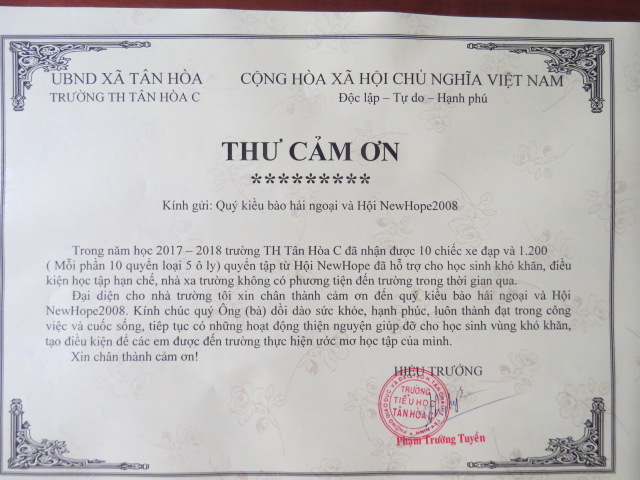 UBND XÃ TÂN HÒA
CỘNG HÒA XÃ HỘI CHỦ NGHĨA VIỆT NAM
TRƯỜNG TH TÂN HÒA C
Độc lập – Tự do – Hạnh phú
THƯ CẢM ƠN
*********
Kính gửi: Quý kiều bào hải ngoại và Hội NewHope2008
Trong năm học 2017 – 2018 trường TH Tân Hòa C đã nhận được 10 chiếc xe đạp và 1.200
( Mỗi phần 10 quyển loại 5 ô ly) quyển tập từ Hội NewHope đã hỗ trợ cho học sinh khó khăn, điều
kiện học tập hạn chế, nhà xa trường không có phương tiện đến trường trong thời gian qua.
Đại diện cho nhà trường tôi xin chân thành cảm ơn đến quý kiều bào hải ngoại và Hội
NewHope2008. Kính chúc quý Ông (bà) dồi dào sức khỏe, hạnh phúc, luôn thành đạt trong công
việc và cuốc sống, tiếp tục có những hoạt động thiện nguyện giúp đỡ cho học sinh vùng khó khăn,
tạo điều kiện để các em được đến trường thực hiện ước mơ học tập của mình.
Xin chân thành cảm ơn!
HIỆU TRƯỞNG
TRƯỜNG
TIỂU HỌC
TÂN HÒA C
Phạm Trường Tuyển